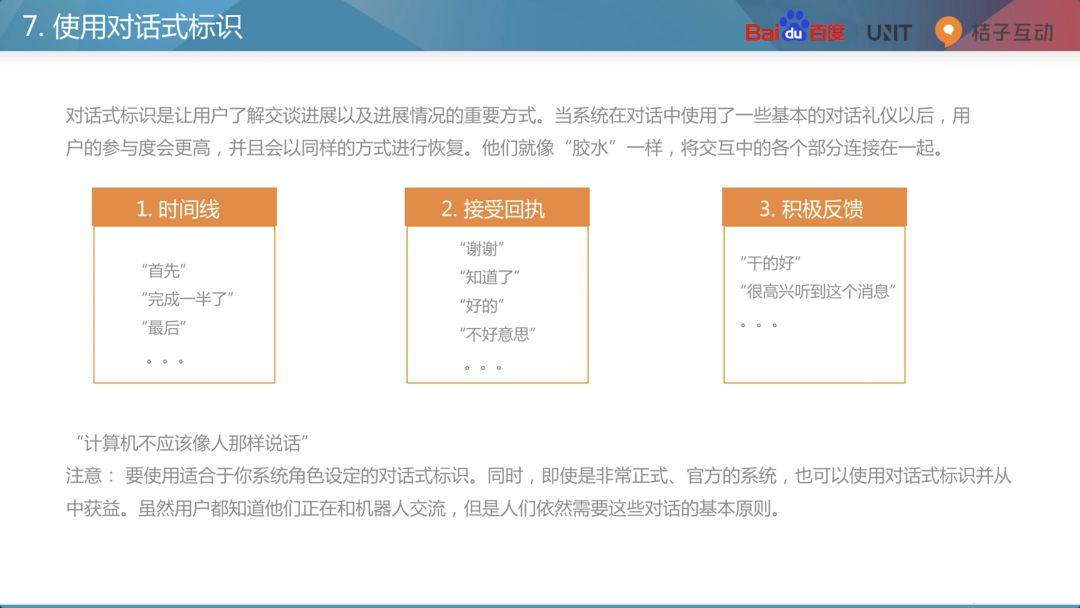 7. 使用对话式标识
Bai du 百度 UNIT 桔子互动
对话式标识是让用户了解交谈进展以及进展情况的重要方式。当系统在对话中使用了一些基本的对话礼仪以后，用
户的参与度会更高，并且会以同样的方式进行恢复。他们就像“胶水”一样，将交互中的各个部分连接在一起。
1. 时间线
“首先”
“完成一半了”
“最后”
。。。
2. 接受回执
“谢谢”
“知道了”
“好的”
“不好意思”
。。。
3. 积极反馈
“干的好”
“很高兴听到这个消息”
。。。
“计算机不应该像人那样说话”
注意： 要使用适合于你系统角色设定的对话式标识。同时，即使是非常正式、官方的系统，也可以使用对话式标识并从
中获益。虽然用户都知道他们正在和机器人交流，但是人们依然需要这些对话的基本原则。